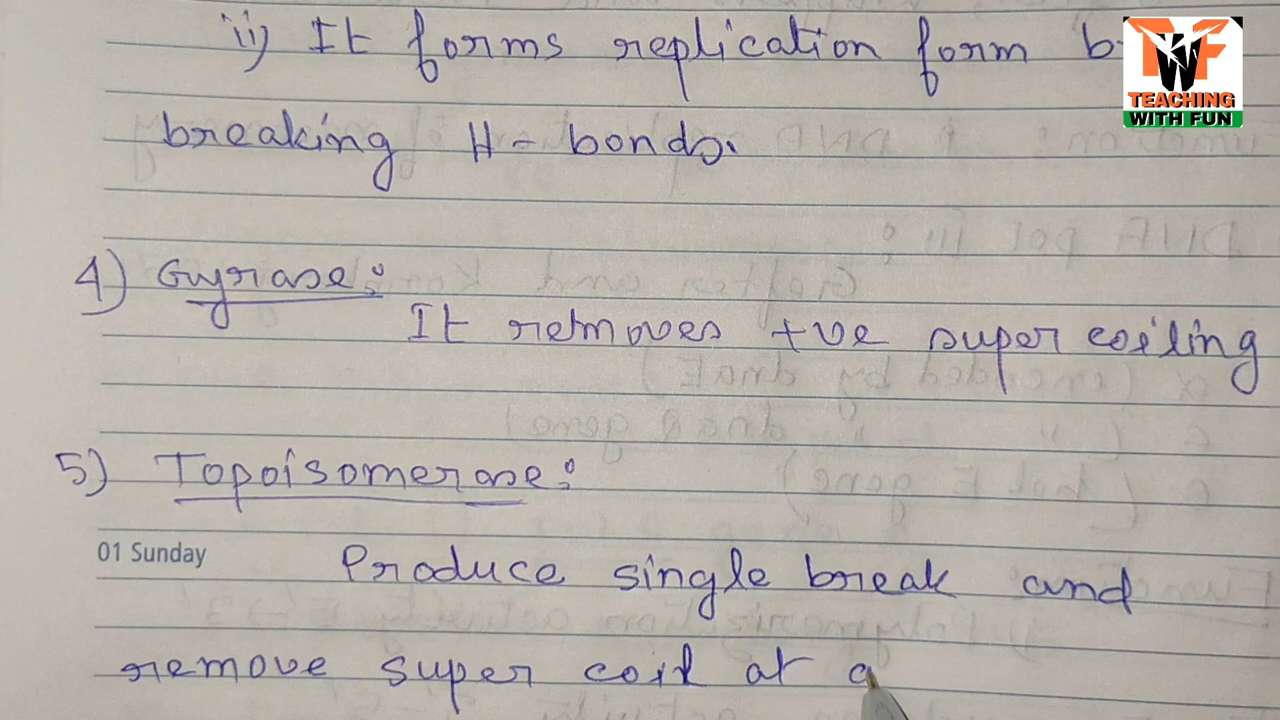 ii) It forms replication form b
breaking H - bonds.
4) Gyrase:
It removes +ve super coiling
5) Topoisomerase:
01 Sunday
Produce single break and
remove super coil at a
TEACHING
WITH FUN